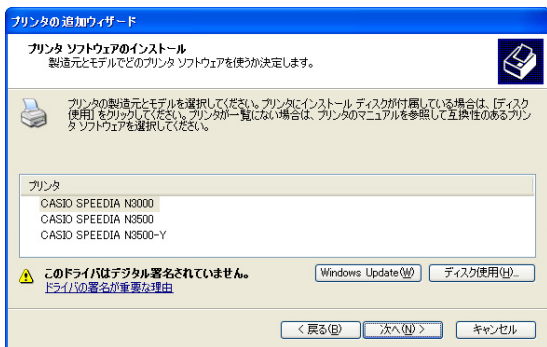 プリンタの追加ウィザード
プリンタ ソフトウェアのインストール
製造元とモデルでどのプリンタ ソフトウェアを使うか決定します。
プリンタの製造元とモデルを選択してください。プリンタにインストール ディスクが付属している場合は、[ディスク
使用] をクリックしてください。プリンタが一覧にない場合は、プリンタのマニュアルを参照して互換性のあるプリン
タ ソフトウェアを選択してください。
プリンタ
CASIO SPEEDIA N3000
CASIO SPEEDIA N3500
CASIO SPEEDIA N3500-Y
このドライバはデジタル署名されていません。
ドライバの署名が重要な理由
Windows Update(W)
ディスク使用(H)...
< 戻る(B)
次へ(N) >
キャンセル